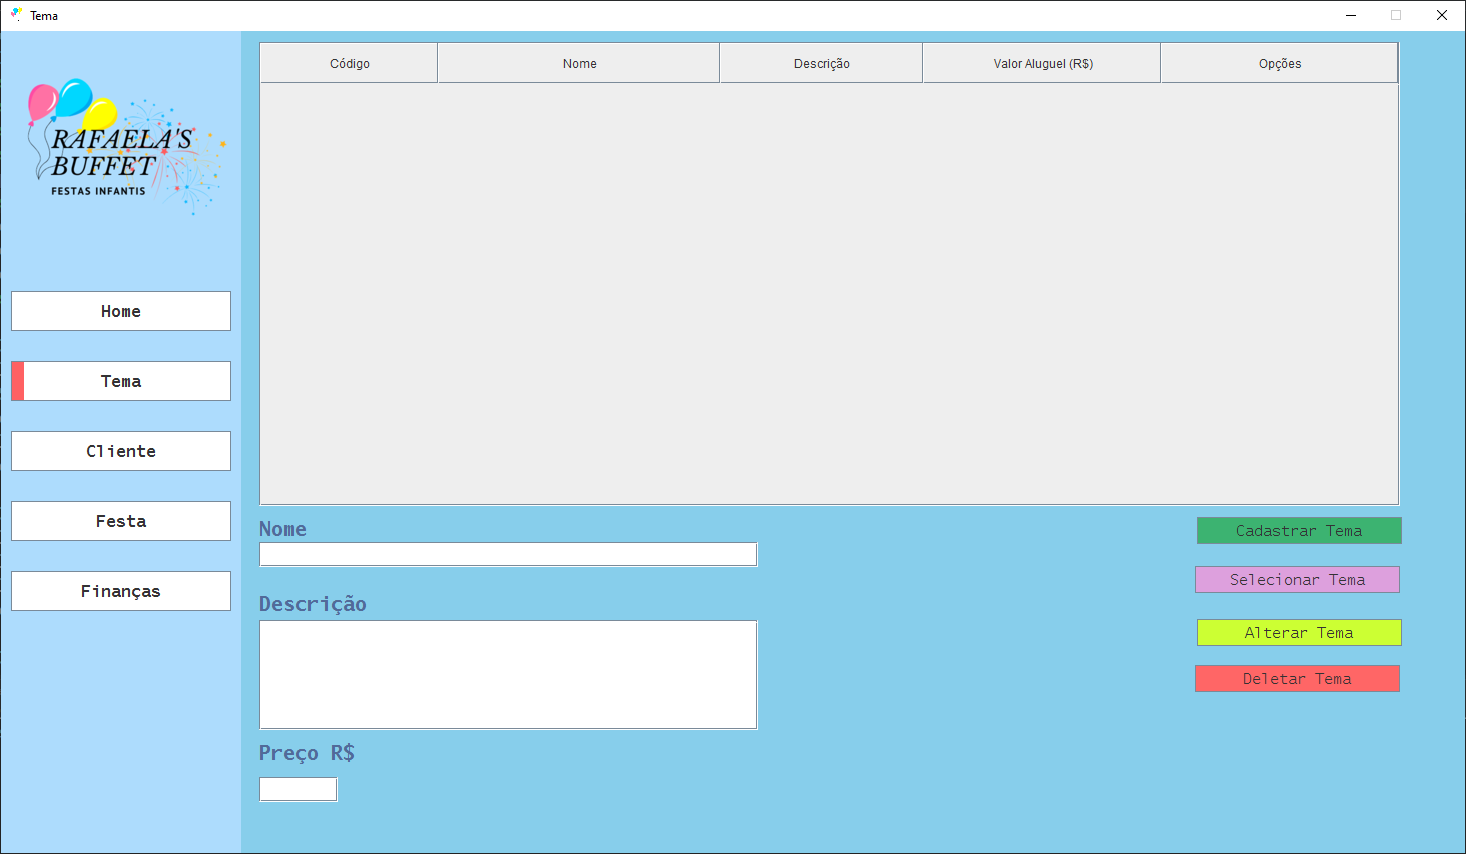 Tema
RAFAELA'S
BUFFET
FESTAS INFANTIS
Home
Tema
Cliente
Festa
Finanças
Código Nome Descrição Valor Aluguel (R$) Opções
Nome
Descrição
Preço R$
Cadastrar Tema
Selecionar Tema
Alterar Tema
Deletar Tema